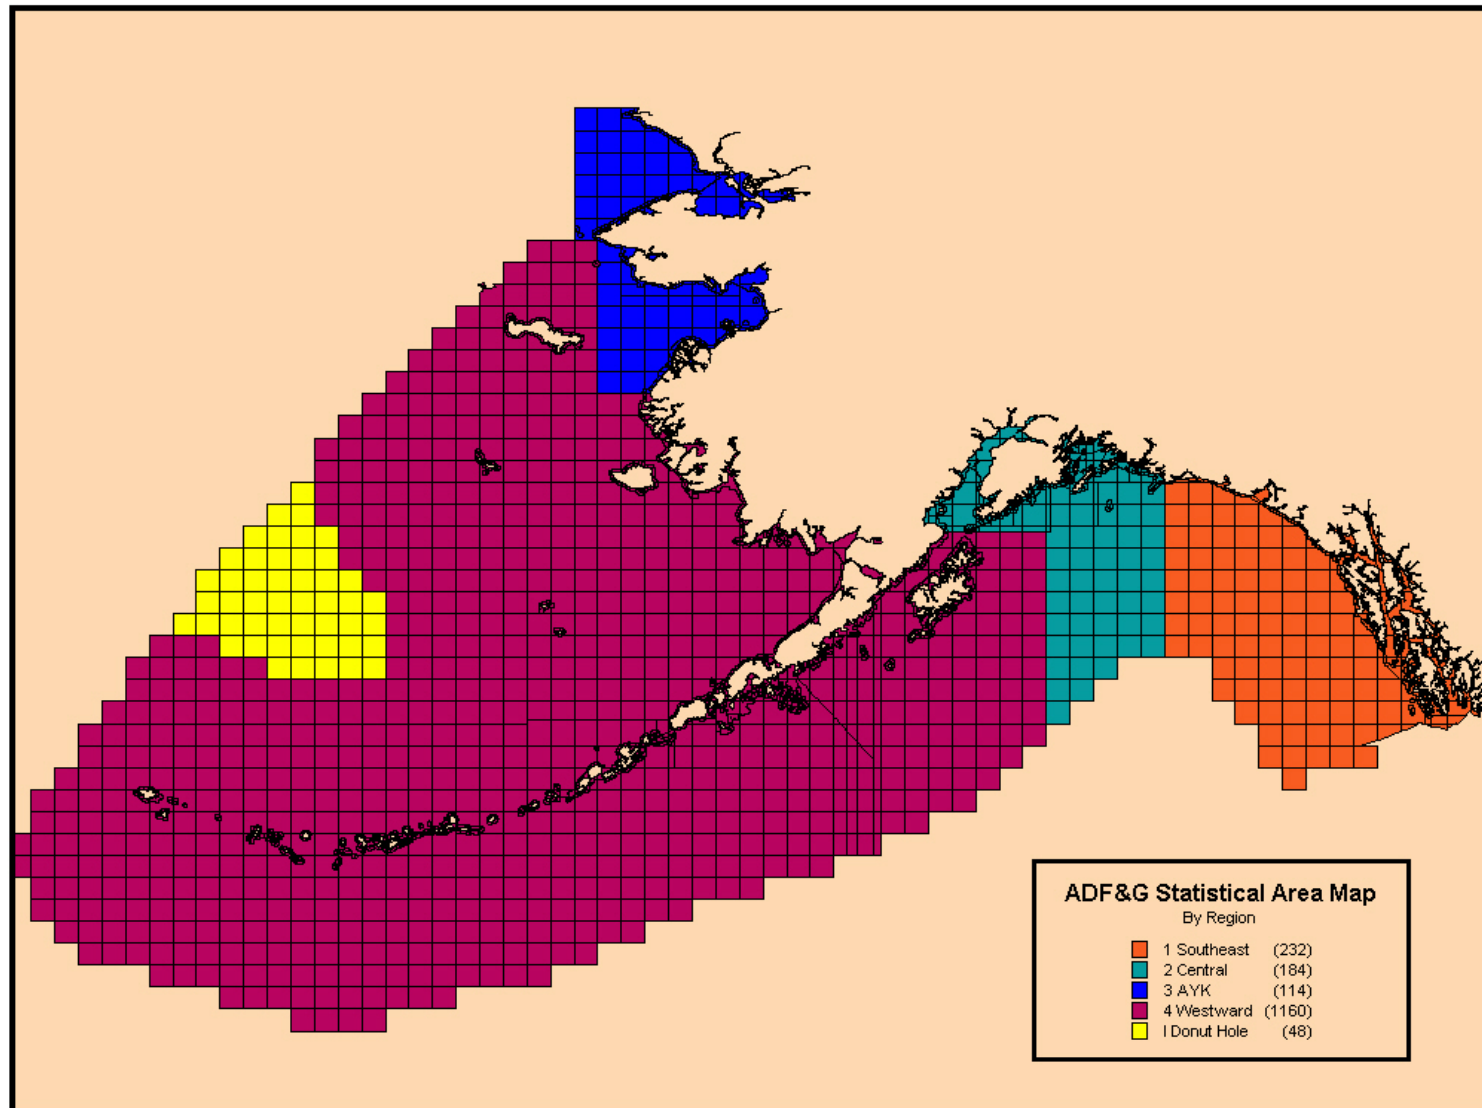 ADF&G Statistical Area Map
By Region
1 Southeast (232)
2 Central (184)
3 AYK (114)
4 Westward (1160)
I Donut Hole (48)